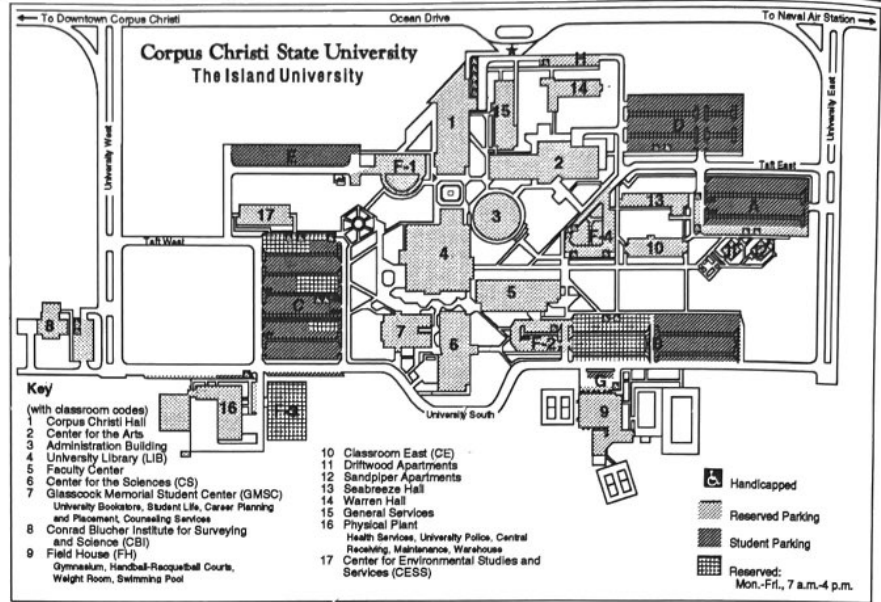 To Downtown Corpus Christi
Ocean Drive
To Naval Air Station
Corpus Christi State University
The Island University
H
14
15
1
D
University West
University East
E
F-1
2
Taft East
17
3
13
A
F-4
Taft West
4
10
C
5
8
7
6
F-2
B
G
Key
(with classroom codes)
1 Corpus Christi Hall
2 Center for the Arts
3 Administration Building
4 University Library (LIB)
5 Faculty Center
6 Center for the Sciences (CS)
7 Glasscock Memorial Student Center (GMSC)
University Bookstore, Student Life, Career Planning
and Placement, Counseling Services
8 Conrad Blucher Institute for Surveying
and Science (CBI)
9 Field House (FH)
Gymnasium, Handball-Racquetball Courts,
Weight Room, Swimming Pool
16
F-3
University South
9
10 Classroom East (CE)
11 Driftwood Apartments
12 Sandpiper Apartments
13 Seabreeze Hall
14 Warren Hall
15 General Services
16 Physical Plant
Health Services, University Police, Central
Receiving, Maintenance, Warehouse
17 Center for Environmental Studies and
Services (CESS)
Handicapped
Reserved Parking
Student Parking
Reserved:
Mon.-Fri., 7 a.m.-4 p.m.